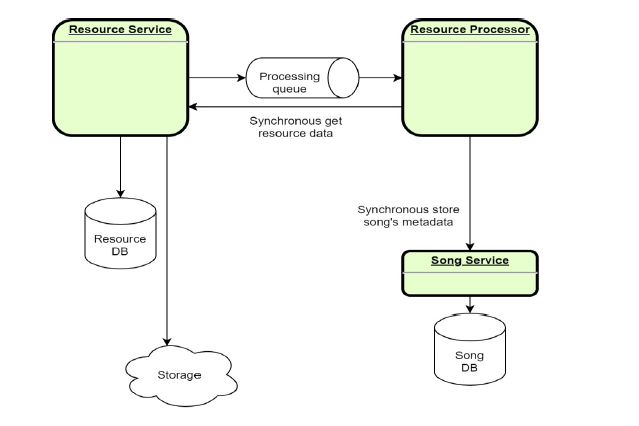 Resource Service
Resource Processor
Processing
queue
Synchronous get
resource data
Synchronous store
song's metadata
Resource
DB
Song Service
Song
DB
Storage